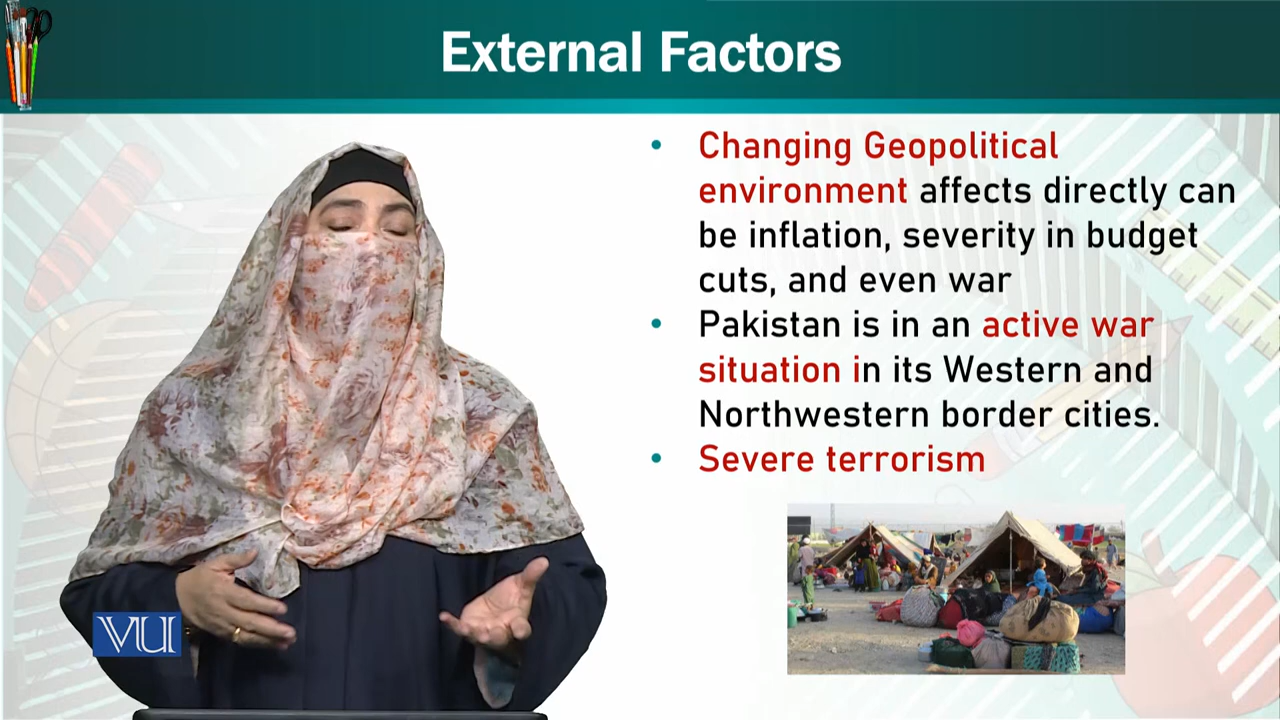 External Factors
• Changing Geopolitical
environment affects directly can
be inflation, severity in budget
cuts, and even war
• Pakistan is in an active war
situation in its Western and
Northwestern border cities.
• Severe terrorism
VU